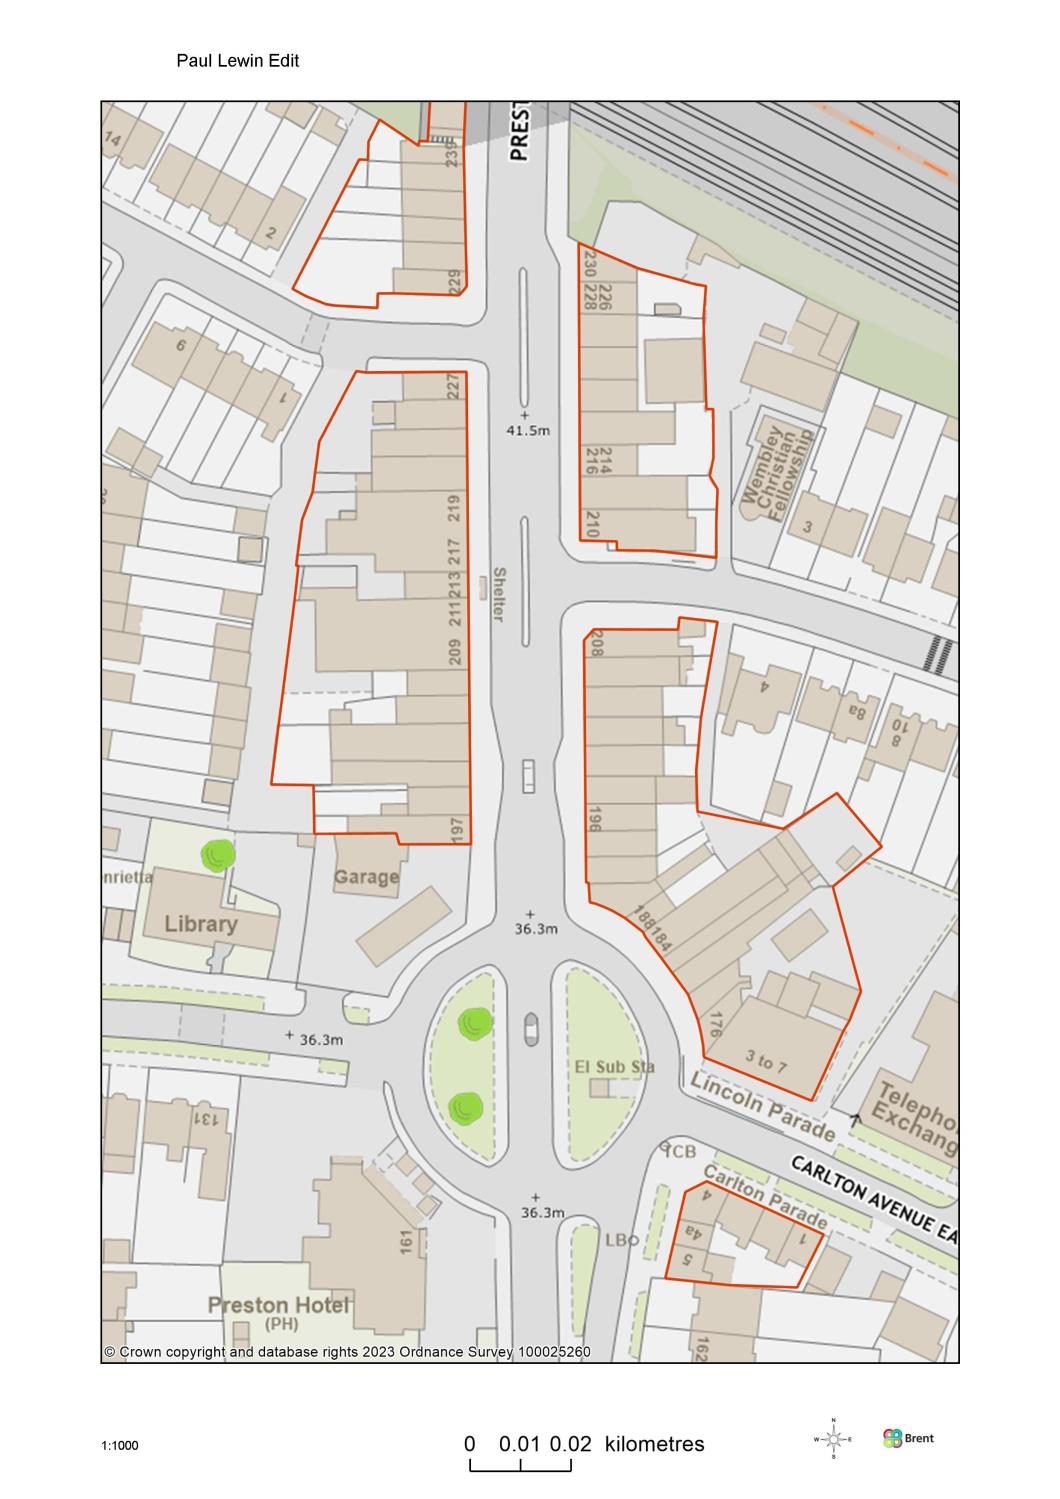 Paul Lewin Edit
PREST
14
239
2
229
230
228
226
6
1
227
41.5m
214
216
Wembley
Christian
Fellowship
219
210
3
217
213
211
209
Shelter
208
4
8a
10
8
196
197
Garage
enrietta
Library
188
184
36.3m
36.3m
176
3 to 7
El Sub Sta
Lincoln Parade
Telepho
Exchang
131
TCB
CARLTON AVENUE EA
Carlton Parade
4
4a
5
1
36.3m
LB
161
Preston Hotel
(PH)
162
© Crown copyright and database rights 2023 Ordnance Survey 100025260
1:1000
0 0.01 0.02 kilometres
N
W E
S
Brent